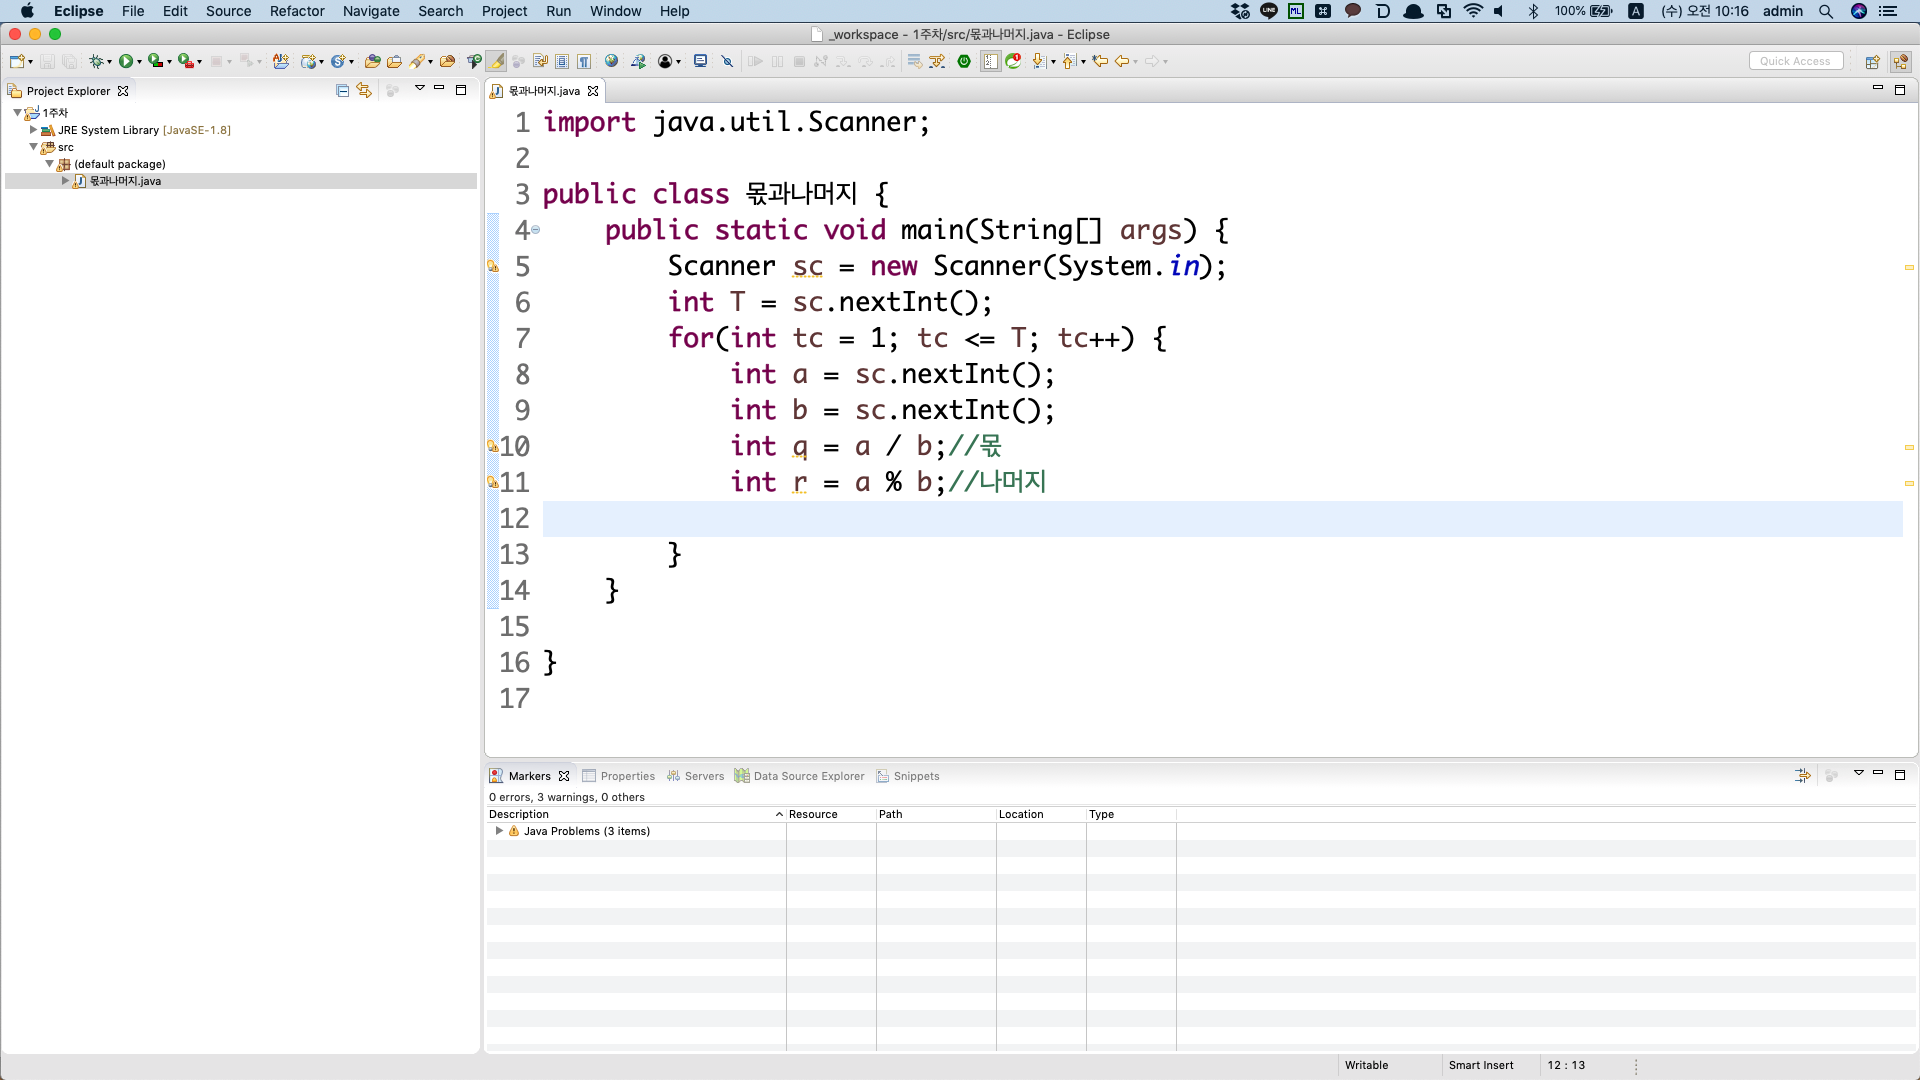 Eclipse File Edit Source Refactor Navigate Search Project Run Window Help 100% A (수) 오전 10:16 admin
_workspace - 1주차/src/몫과나머지.java - Eclipse
Quick Access
Project Explorer
1주차
JRE System Library [JavaSE-1.8]
src
(default package)
몫과나머지.java
몫과나머지.java
1 import java.util.Scanner;
2
3 public class 몫과나머지 {
4 public static void main(String[] args) {
5 Scanner sc = new Scanner(System.in);
6 int T = sc.nextInt();
7 for(int tc = 1; tc <= T; tc++) {
8 int a = sc.nextInt();
9 int b = sc.nextInt();
10 int q = a / b;//몫
11 int r = a % b;//나머지
12
13 }
14 }
15
16 }
17
Markers Properties Servers Data Source Explorer Snippets
0 errors, 3 warnings, 0 others
Description Resource Path Location Type
Java Problems (3 items)
Writable Smart Insert 12 : 13